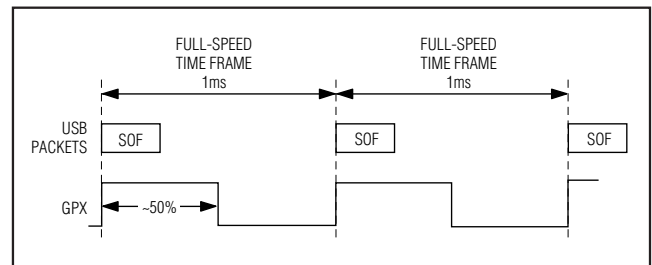 FULL-SPEED
TIME FRAME
1ms
FULL-SPEED
TIME FRAME
1ms
USB
PACKETS
SOF
SOF
SOF
GPX
~50%